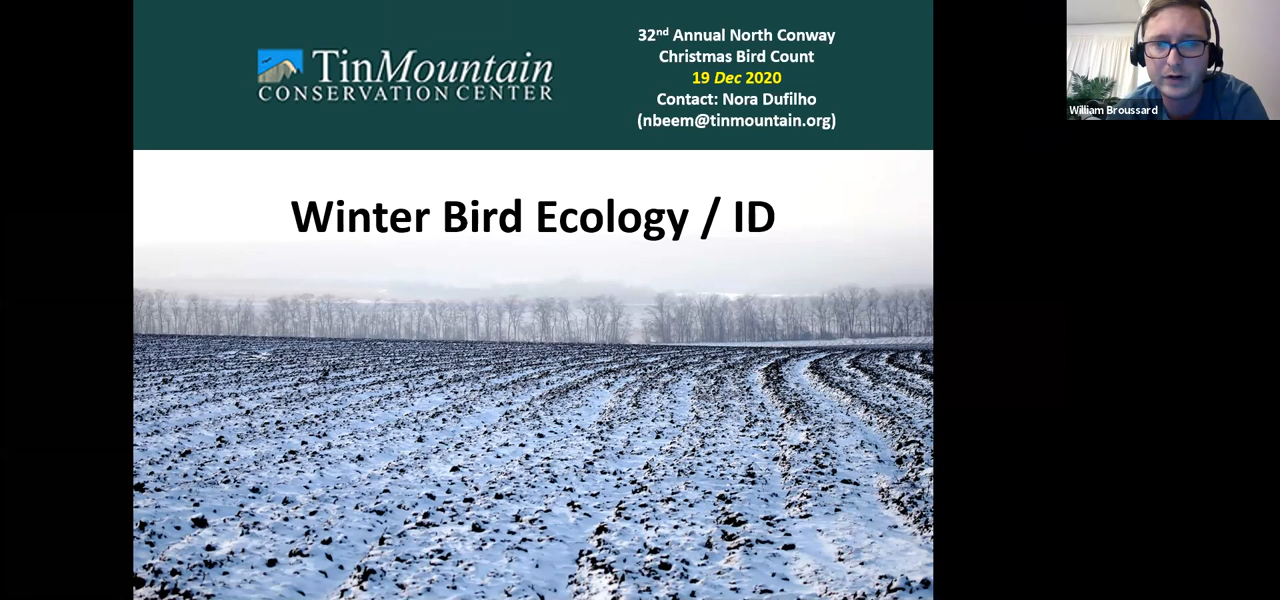 TinMountain
CONSERVATION CENTER
32nd Annual North Conway
Christmas Bird Count
19 Dec 2020
Contact: Nora Dufilho
(nbeem@tinmountain.org)
William Broussard
Winter Bird Ecology / ID